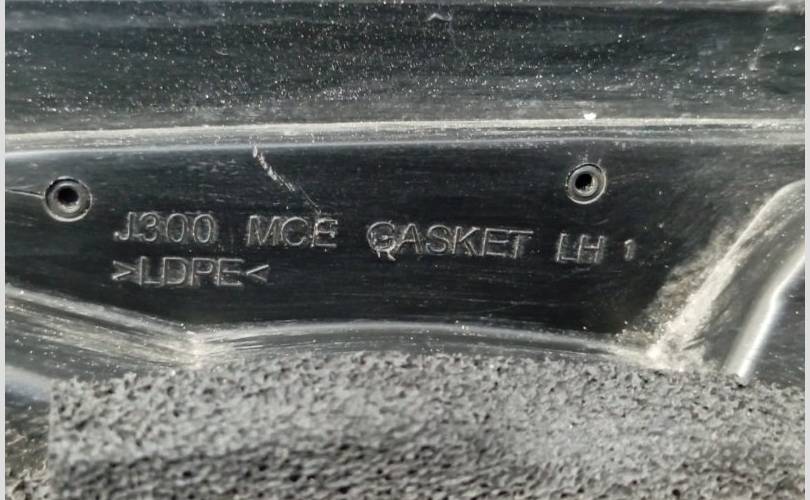 J300 MCE GASKET LH 1
>LDPE<